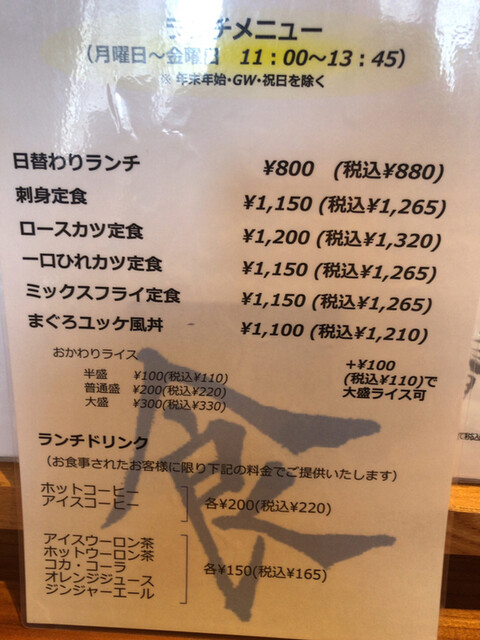 ランチメニュー
（月曜日～金曜日　11：00～13：45）
※ 年末年始・GW・祝日を除く
日替わりランチ ¥800 (税込¥880)
刺身定食 ¥1,150 (税込¥1,265)
ロースカツ定食 ¥1,200 (税込¥1,320)
一口ひれカツ定食 ¥1,150 (税込¥1,265)
ミックスフライ定食 ¥1,150 (税込¥1,265)
まぐろユッケ風丼 ¥1,100 (税込¥1,210)
おかわりライス
半盛 ¥100(税込¥110)
普通盛 ¥200(税込¥220)
大盛 ¥300(税込¥330)
+¥100
(税込¥110)で
大盛ライス可
食
ランチドリンク
（お食事されたお客様に限り下記の料金でご提供いたします）
ホットコーヒー
アイスコーヒー
各¥200(税込¥220)
アイスウーロン茶
ホットウーロン茶
コカ・コーラ
オレンジジュース
ジンジャーエール
各¥150(税込¥165)